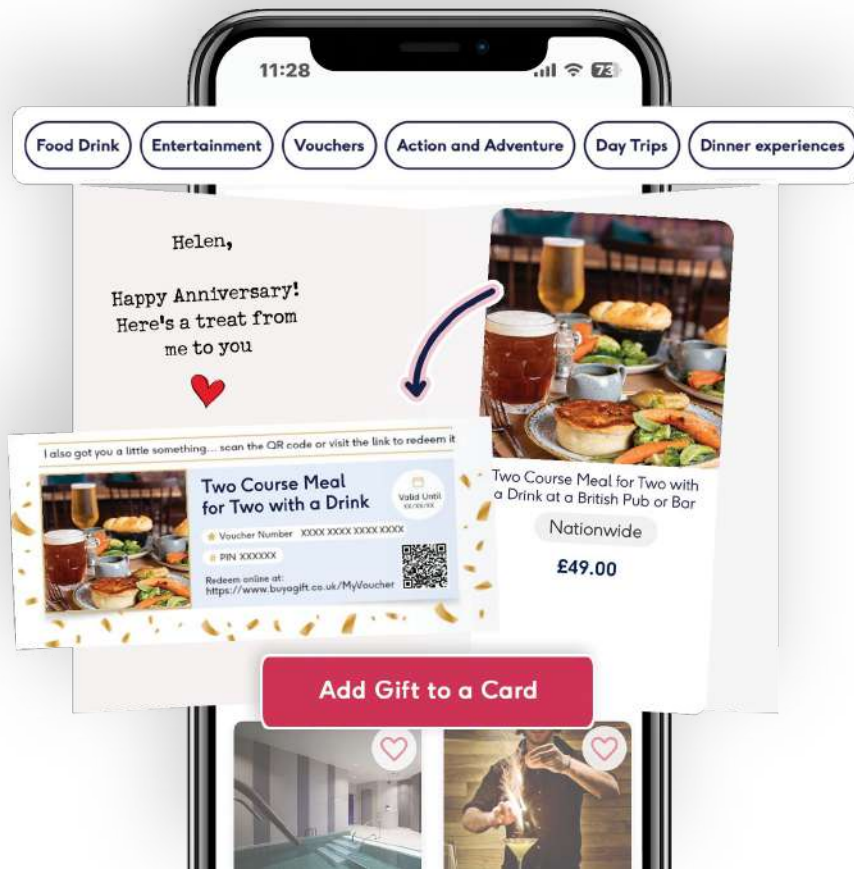 11:28
73
Food Drink
Entertainment
Vouchers
Action and Adventure
Day Trips
Dinner experiences
Helen,
Happy Anniversary!
Here's a treat from
me to you
I also got you a little something... scan the QR code or visit the link to redeem it
Two Course Meal
for Two with a Drink
Valid Until
XX/XX/XX
Voucher Number XXXX XXXX XXXX XXXX
PIN XXXXXX
Redeem online at:
https://www.buyagift.co.uk/MyVoucher
Two Course Meal for Two with
a Drink at a British Pub or Bar
Nationwide
£49.00
Add Gift to a Card